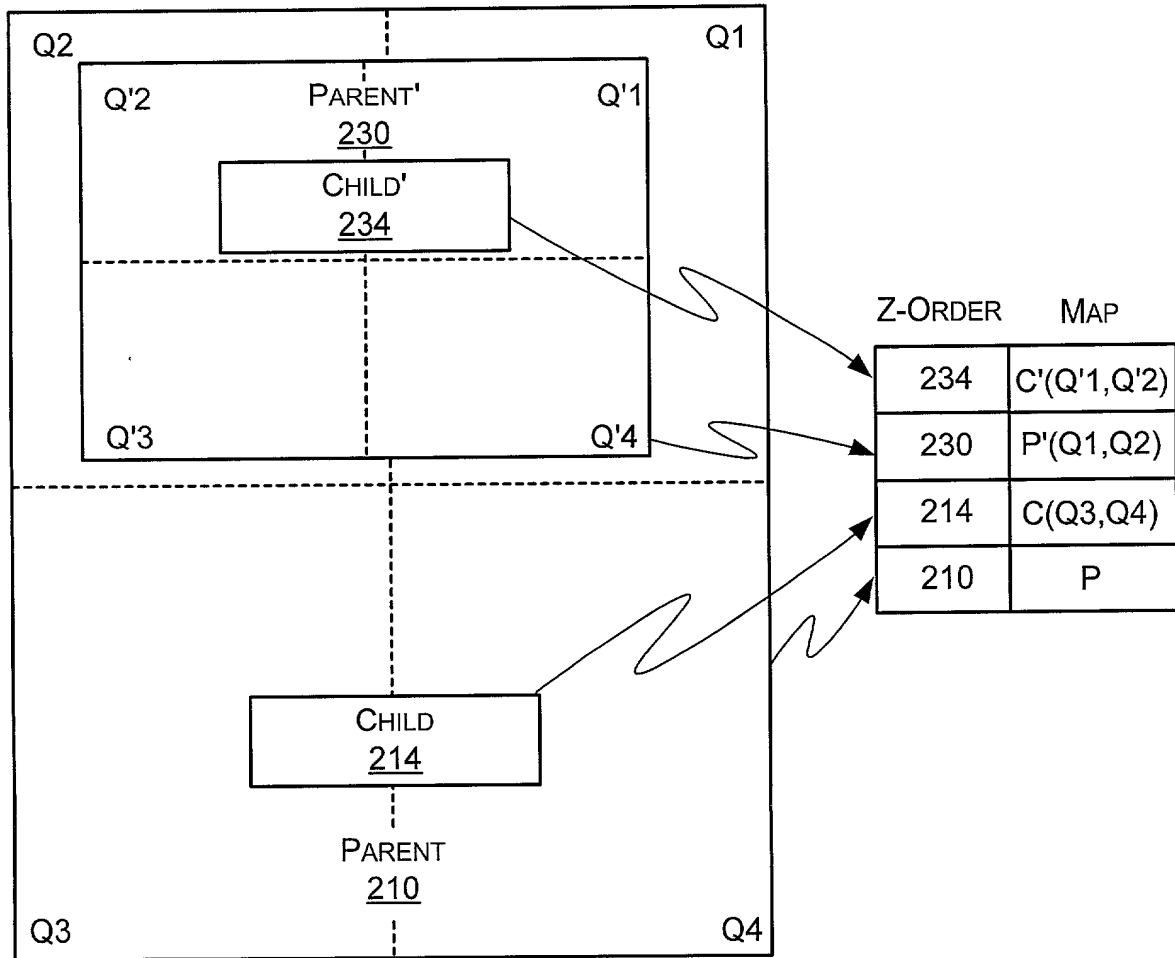 Q2
Q1
Q'2
PARENT'
Q'1
230
CHILD'
234
Q'3
Q'4
Z-ORDER MAP
234 C'(Q'1,Q'2)
230 P'(Q1,Q2)
214 C(Q3,Q4)
210 P
CHILD
214
PARENT
210
Q3
Q4